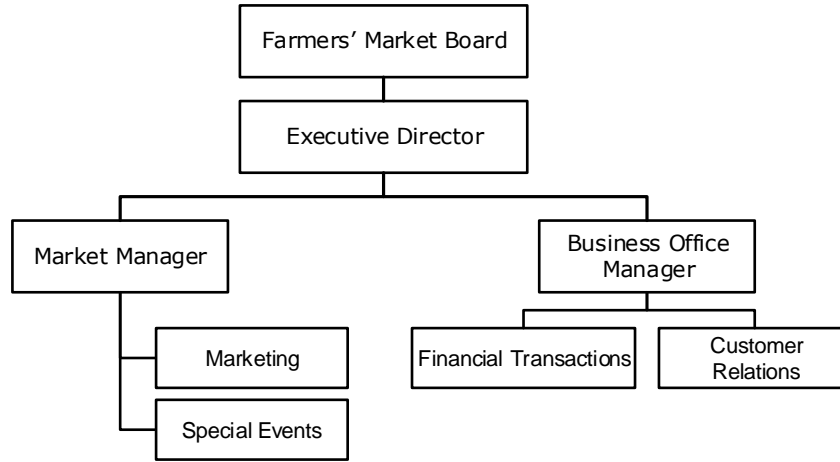 Farmers’ Market Board
Executive Director
Market Manager
Business Office
Manager
Marketing
Special Events
Financial Transactions
Customer
Relations